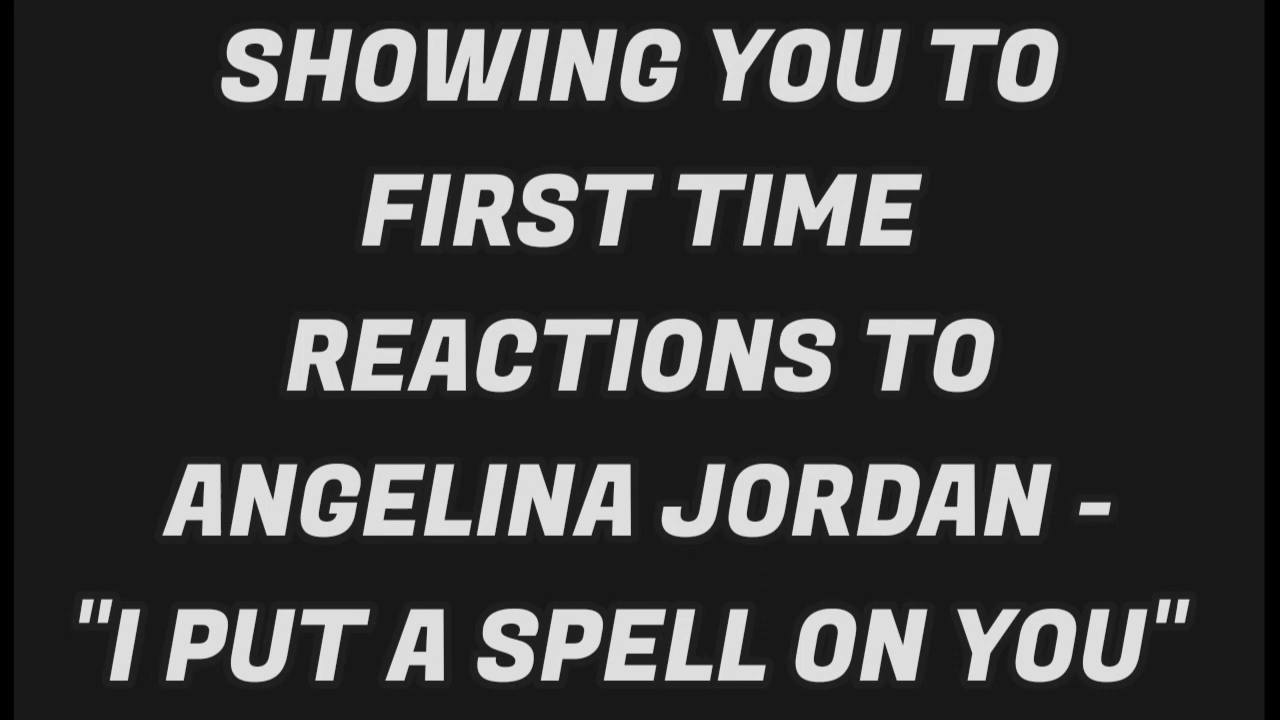 SHOWING YOU TO
FIRST TIME
REACTIONS TO
ANGELINA JORDAN -
"I PUT A SPELL ON YOU"